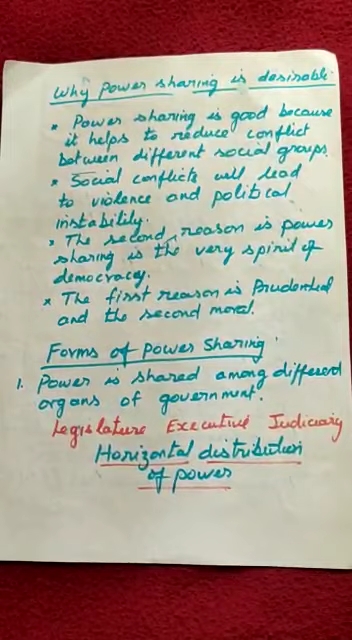 Why Power sharing is desirable.
* Power sharing is good because
it helps to reduce conflict
between different social groups.
* Social conflicts will lead
to violence and political
instability.
* The second reason is power
sharing is the very spirit of
democracy.
* The first reason is Prudential
and the second moral.
Forms of Power Sharing
1. Power is shared among different
organs of government.
Legislature Executive Judiciary
Horizontal distribution
of power